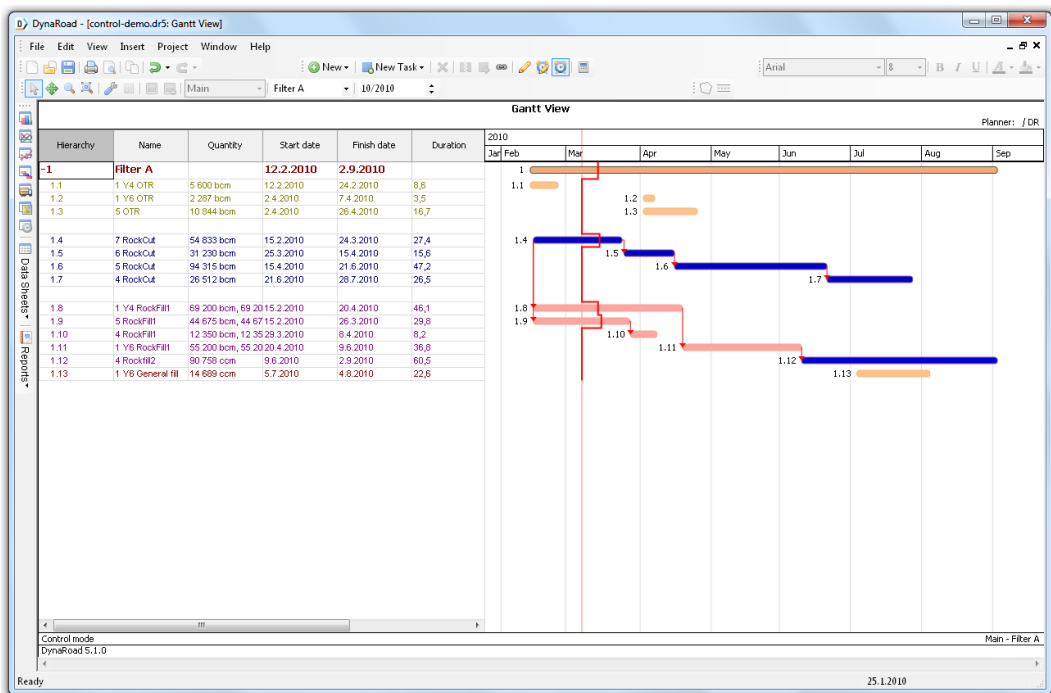 DynaRoad - [control-demo.dr5: Gantt View]
File Edit View Insert Project Window Help
New New Task Arial 8 B I U A
Main Filter A 10/2010
Gantt View
Planner: / DR
Hierarchy Name Quantity Start date Finish date Duration
2010
Jan Feb Mar Apr May Jun Jul Aug Sep
-1 Filter A 12.2.2010 2.9.2010 1
1.1 1 Y4 OTR 5 600 bcm 12.2.2010 24.2.2010 8,6 1.1
1.2 1 Y6 OTR 2 287 bcm 2.4.2010 7.4.2010 3,5 1.2
1.3 5 OTR 10 844 bcm 2.4.2010 26.4.2010 16,7 1.3
1.4 7 RockCut 54 833 bcm 15.2.2010 24.3.2010 27,4 1.4
1.5 6 RockCut 31 230 bcm 25.3.2010 15.4.2010 15,6 1.5
1.6 5 RockCut 94 315 bcm 15.4.2010 21.6.2010 47,2 1.6
1.7 4 RockCut 26 512 bcm 21.6.2010 28.7.2010 26,5 1.7
1.8 1 Y4 RockFill1 69 200 bcm, 69 20 15.2.2010 20.4.2010 46,1 1.8
1.9 5 RockFill1 44 675 bcm, 44 67 15.2.2010 26.3.2010 29,8 1.9
1.10 4 RockFill1 12 350 bcm, 12 35 29.3.2010 8.4.2010 8,2 1.10
1.11 1 Y6 RockFill1 55 200 bcm, 55 20 20.4.2010 9.6.2010 36,8 1.11
1.12 4 Rockfill2 90 758 ccm 9.6.2010 2.9.2010 60,5 1.12
1.13 1 Y6 General fill 14 689 ccm 5.7.2010 4.8.2010 22,6 1.13
Data Sheets
Reports
Control mode Main - Filter A
DynaRoad 5.1.0
Ready 25.1.2010